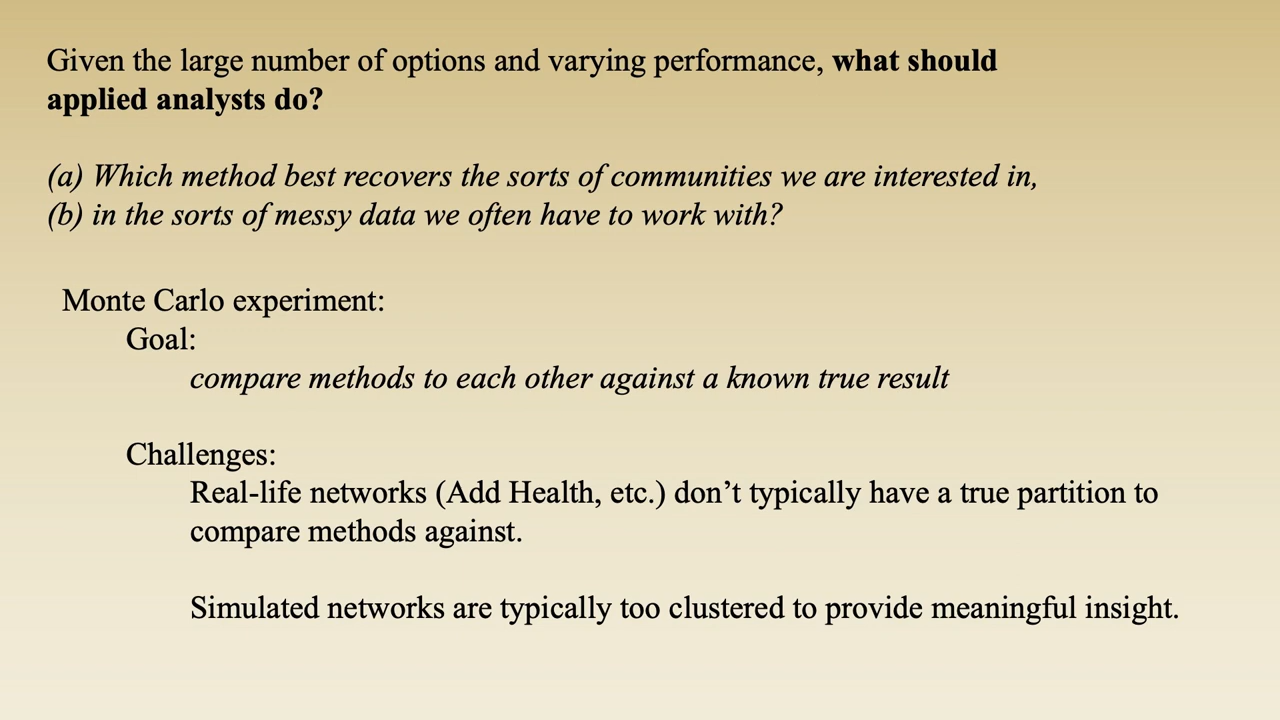 Given the large number of options and varying performance, what should
applied analysts do?
(a) Which method best recovers the sorts of communities we are interested in,
(b) in the sorts of messy data we often have to work with?
Monte Carlo experiment:
Goal:
compare methods to each other against a known true result
Challenges:
Real-life networks (Add Health, etc.) don’t typically have a true partition to
compare methods against.
Simulated networks are typically too clustered to provide meaningful insight.